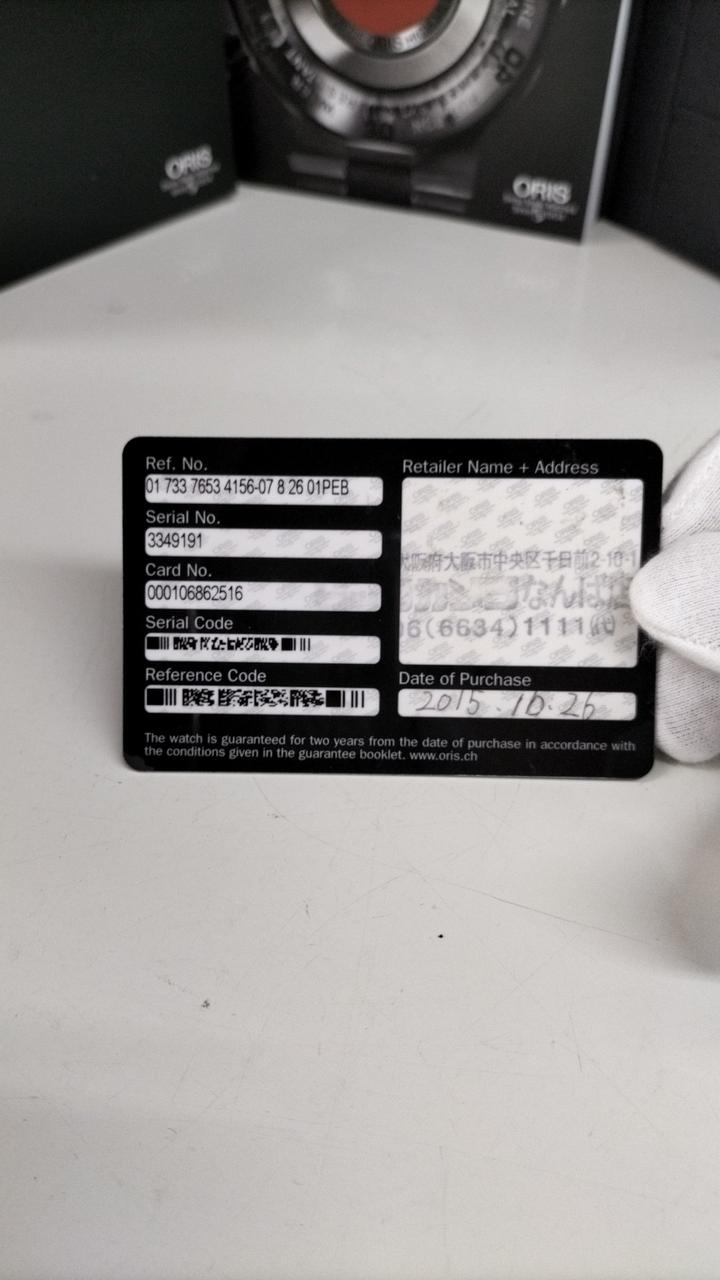 ORIS
ORIS
Ref. No.
01 733 7653 4156-07 8 26 01PEB
Serial No.
3349191
Card No.
000106862516
Serial Code
Reference Code
Retailer Name + Address
大阪府大阪市中央区千日前2-10-1
なんば
06(6634)1111㈹
Date of Purchase
2015.10.26
The watch is guaranteed for two years from the date of purchase in accordance with
the conditions given in the guarantee booklet. www.oris.ch